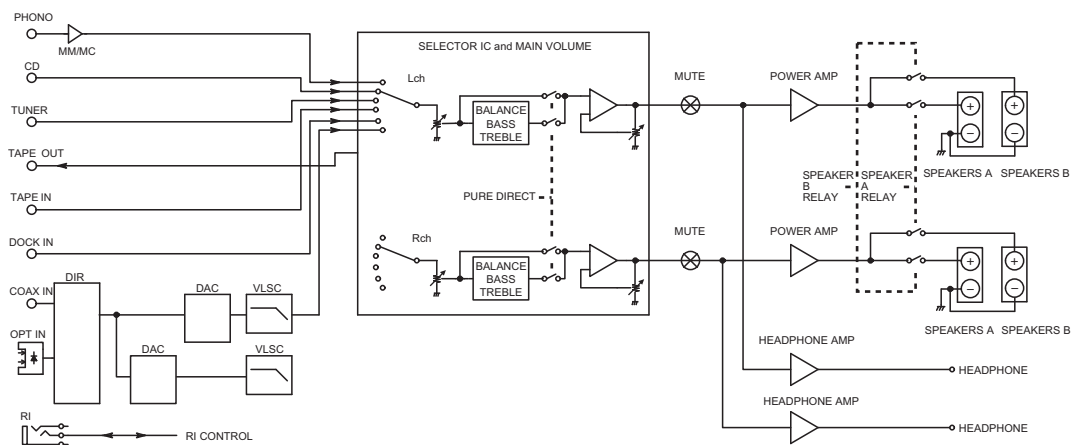 PHONO
MM/MC
CD
TUNER
TAPE OUT
TAPE IN
DOCK IN
COAX IN
OPT IN
DIR
DAC
VLSC
DAC
VLSC
RI
RI CONTROL
SELECTOR IC and MAIN VOLUME
Lch
BALANCE
BASS
TREBLE
PURE DIRECT
Rch
BALANCE
BASS
TREBLE
MUTE
POWER AMP
SPEAKER
B
RELAY
SPEAKER
A
RELAY
SPEAKERS A
SPEAKERS B
MUTE
POWER AMP
SPEAKERS A
SPEAKERS B
HEADPHONE AMP
HEADPHONE
HEADPHONE AMP
HEADPHONE